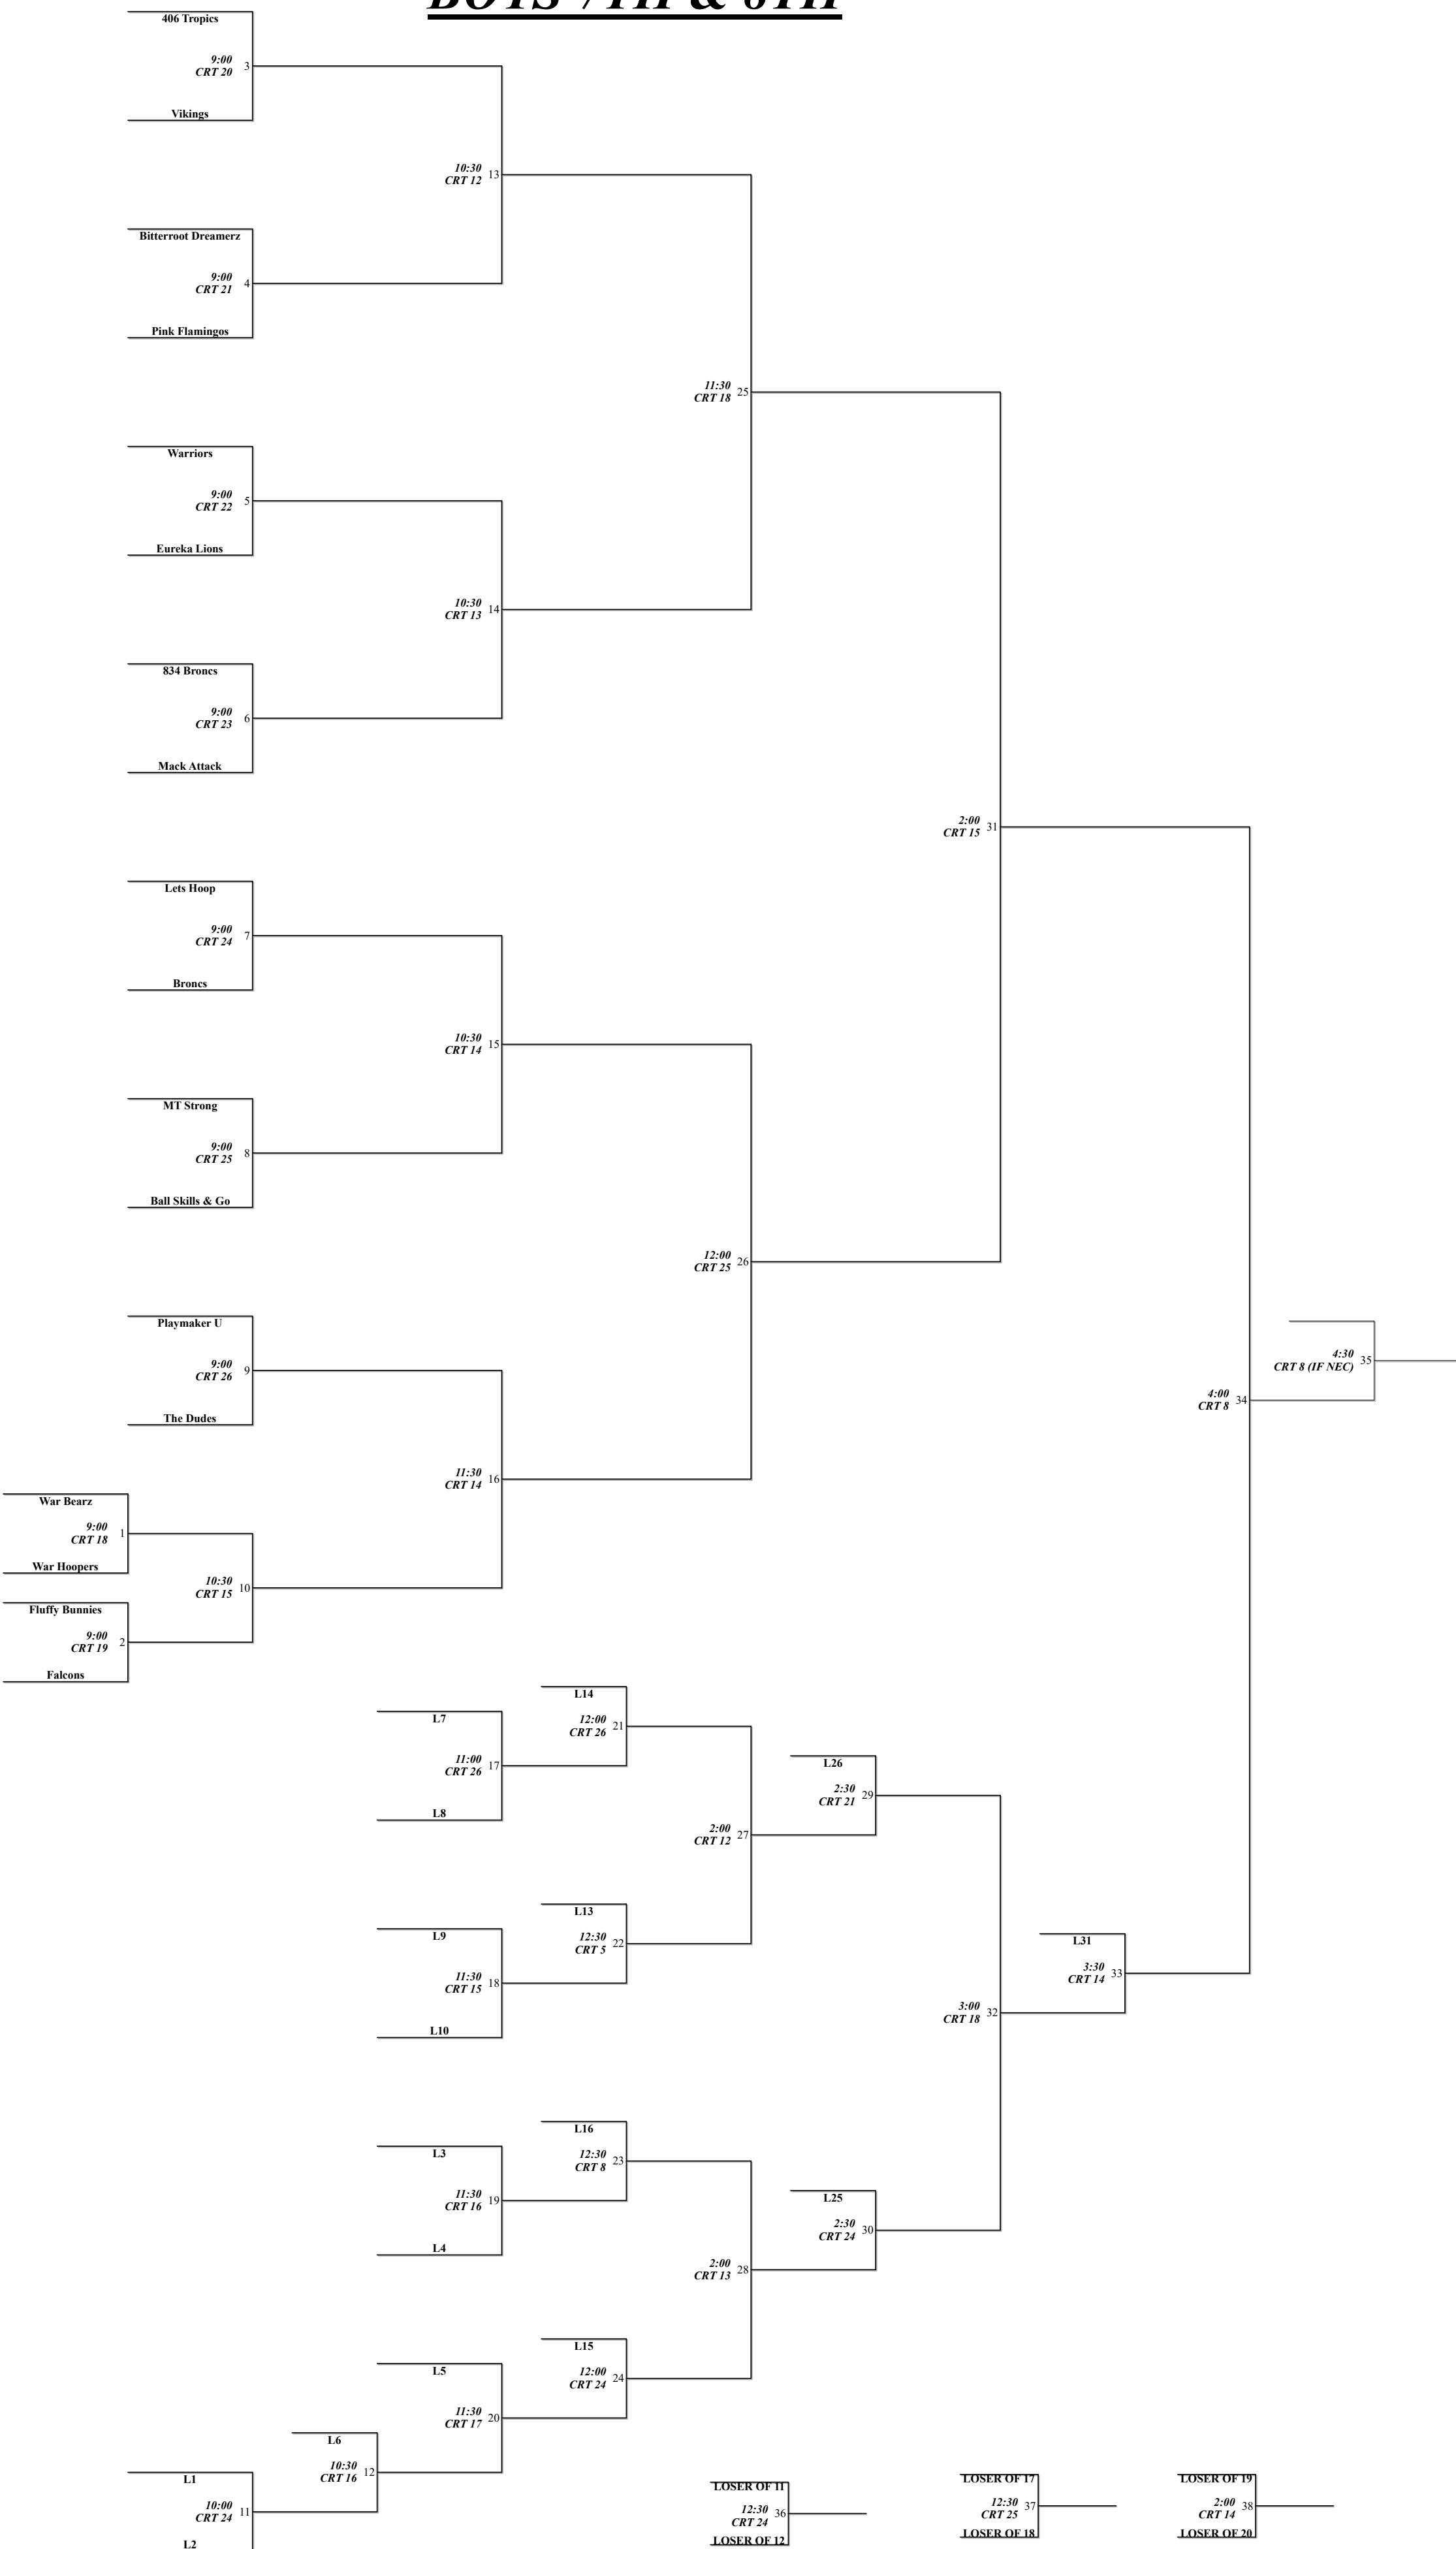 BOYS 7TH & 8TH
406 Tropics
9:00
CRT 20
3
Vikings
10:30
CRT 12
13
Bitterroot Dreamerz
9:00
CRT 21
4
Pink Flamingos
11:30
CRT 18
25
Warriors
9:00
CRT 22
5
Eureka Lions
10:30
CRT 13
14
834 Broncs
9:00
CRT 23
6
Mack Attack
2:00
CRT 15
31
Lets Hoop
9:00
CRT 24
7
Broncs
10:30
CRT 14
15
MT Strong
9:00
CRT 25
8
Ball Skills & Go
12:00
CRT 25
26
Playmaker U
9:00
CRT 26
9
The Dudes
4:30
CRT 8 (IF NEC)
35
4:00
CRT 8
34
11:30
CRT 14
16
War Bearz
9:00
CRT 18
1
War Hoopers
10:30
CRT 15
10
Fluffy Bunnies
9:00
CRT 19
2
Falcons
L14
12:00
CRT 26
21
L7
11:00
CRT 26
17
L8
L26
2:30
CRT 21
29
2:00
CRT 12
27
L13
12:30
CRT 5
22
L9
11:30
CRT 15
18
L10
L31
3:30
CRT 14
33
3:00
CRT 18
32
L16
12:30
CRT 8
23
L3
11:30
CRT 16
19
L4
L25
2:30
CRT 24
30
2:00
CRT 13
28
L15
12:00
CRT 24
24
L5
11:30
CRT 17
20
L6
10:30
CRT 16
12
L1
10:00
CRT 24
11
L2
LOSER OF 11
12:30
CRT 24
36
LOSER OF 12
LOSER OF 17
12:30
CRT 25
37
LOSER OF 18
LOSER OF 19
2:00
CRT 14
38
LOSER OF 20